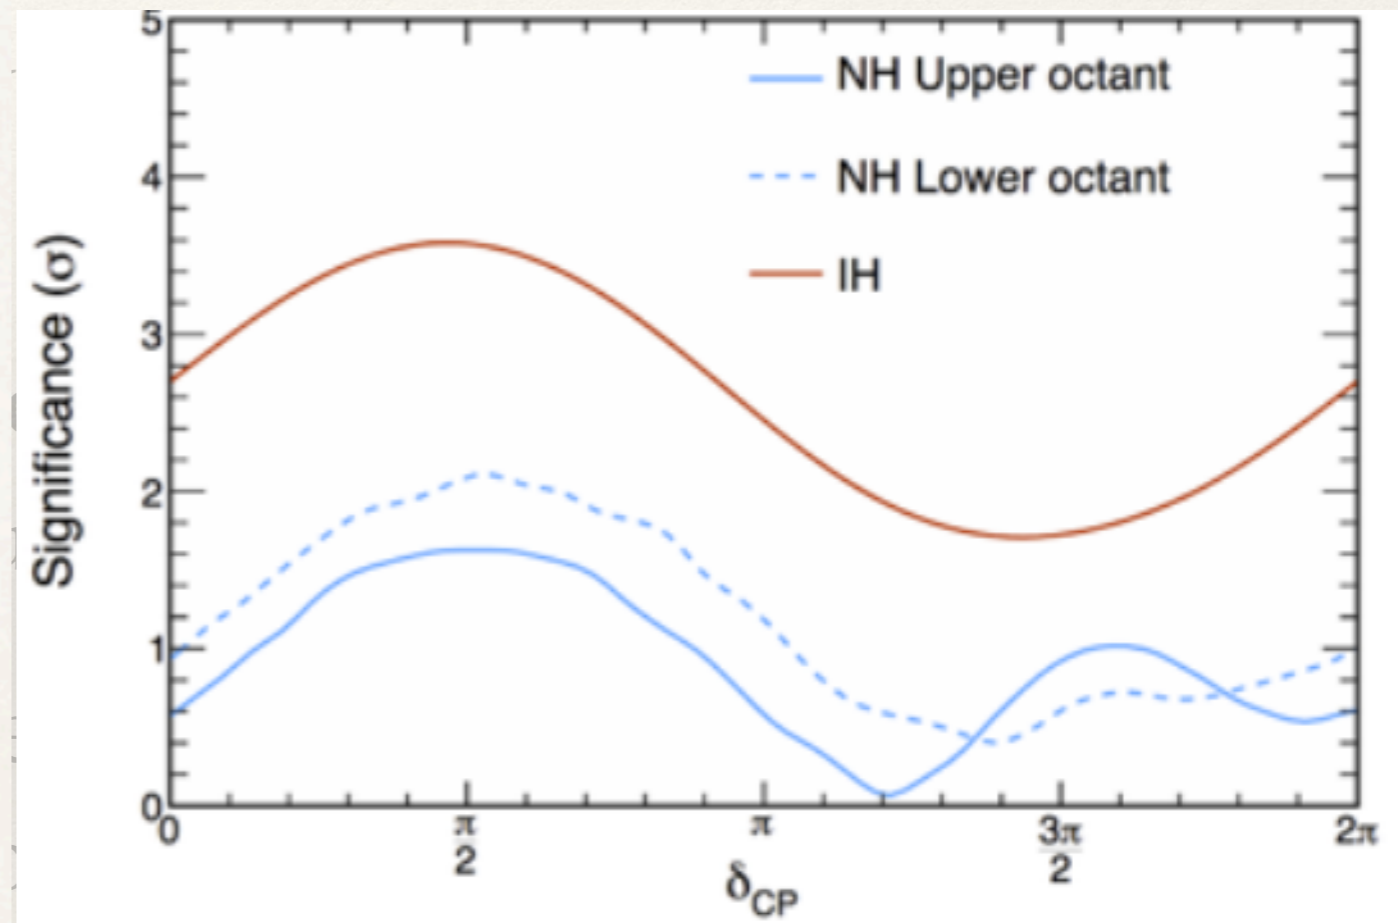 5
NH Upper octant
4
NH Lower octant
IH
3
Significance (σ)
2
1
0
0
π/2
π
3π/2
2π
δCP